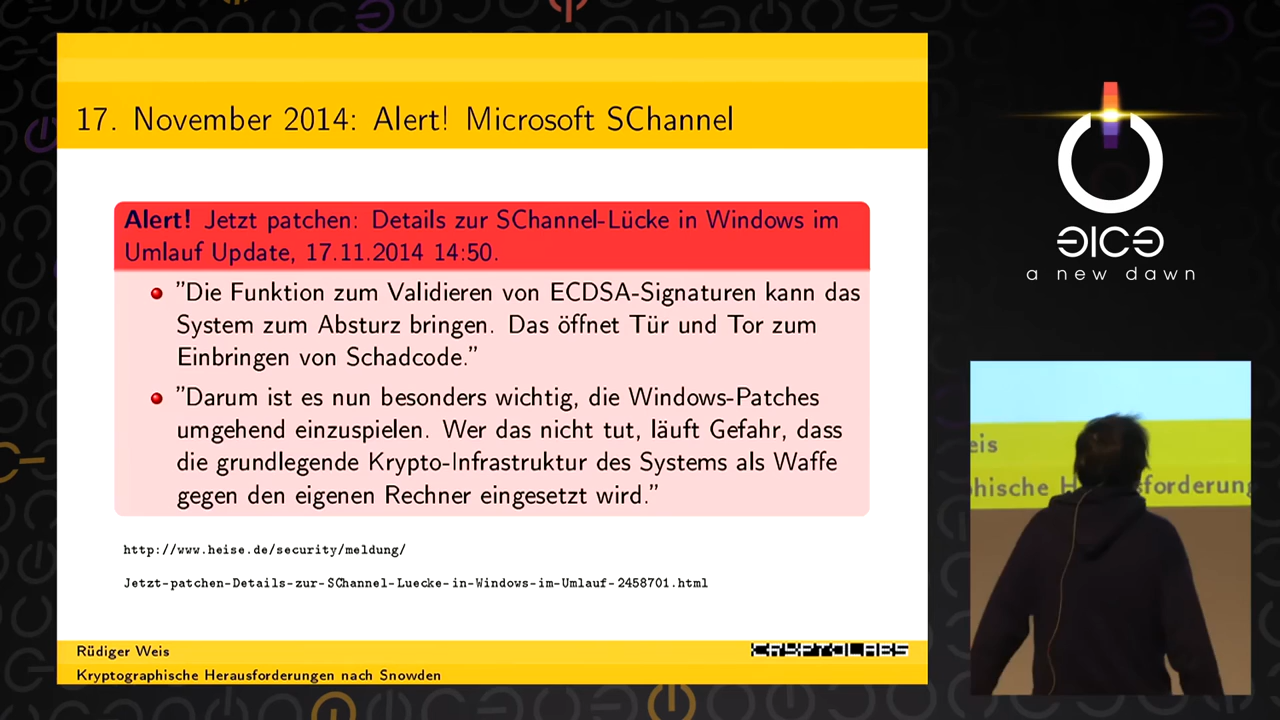 17. November 2014: Alert! Microsoft SChannel
Alert! Jetzt patchen: Details zur SChannel-Lücke in Windows im
Umlauf Update, 17.11.2014 14:50.
"Die Funktion zum Validieren von ECDSA-Signaturen kann das
System zum Absturz bringen. Das öffnet Tür und Tor zum
Einbringen von Schadcode."
"Darum ist es nun besonders wichtig, die Windows-Patches
umgehend einzuspielen. Wer das nicht tut, läuft Gefahr, dass
die grundlegende Krypto-Infrastruktur des Systems als Waffe
gegen den eigenen Rechner eingesetzt wird."
http://www.heise.de/security/meldung/
Jetzt-patchen-Details-zur-SChannel-Luecke-in-Windows-im-Umlauf-2458701.html
Rüdiger Weis
CRYPTOLABS
Kryptographische Herausforderungen nach Snowden
a new dawn
eis
phische H
sforderung